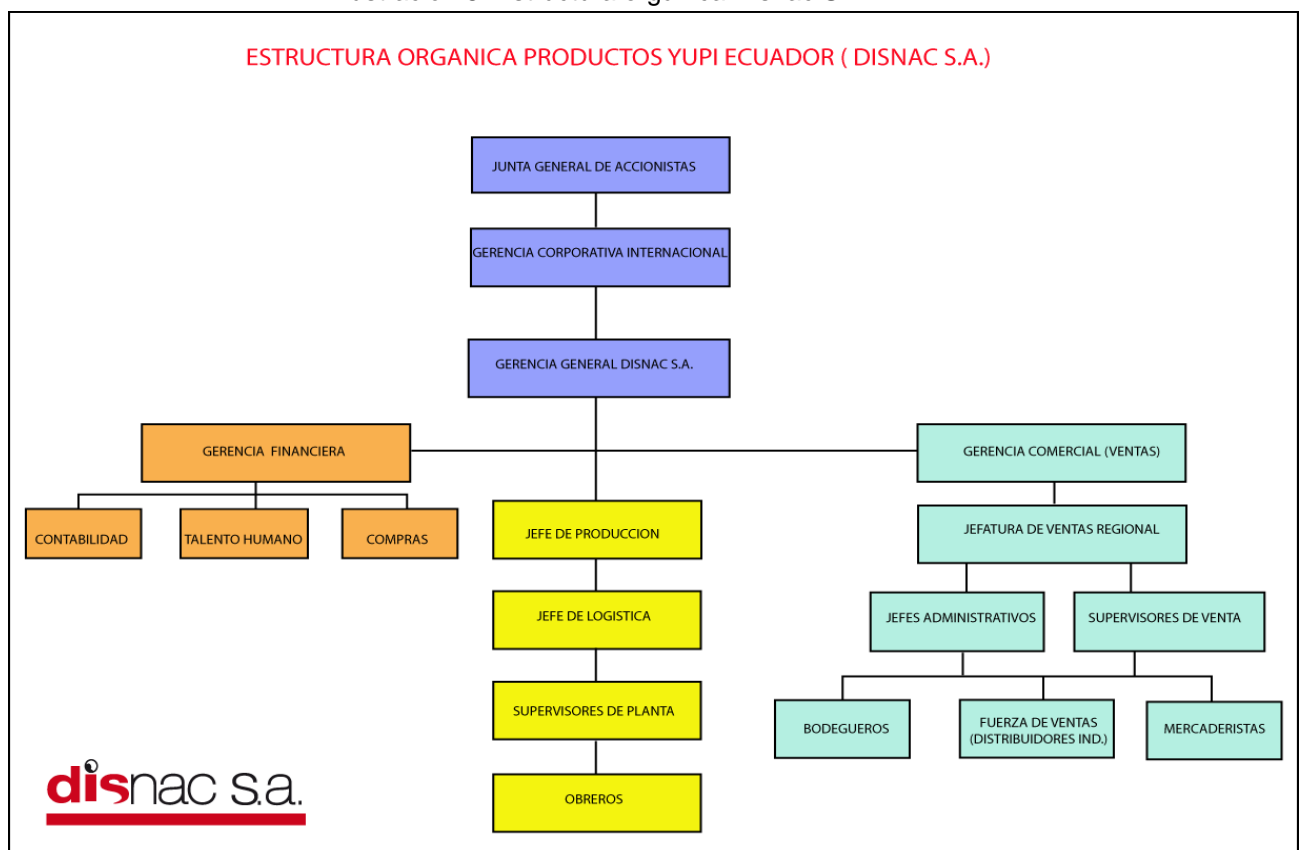 ESTRUCTURA ORGANICA PRODUCTOS YUPI ECUADOR ( DISNAC S.A.)
JUNTA GENERAL DE ACCIONISTAS
GERENCIA CORPORATIVA INTERNACIONAL
GERENCIA GENERAL DISNAC S.A.
GERENCIA FINANCIERA
GERENCIA COMERCIAL (VENTAS)
CONTABILIDAD
TALENTO HUMANO
COMPRAS
JEFE DE PRODUCCION
JEFATURA DE VENTAS REGIONAL
JEFE DE LOGISTICA
JEFES ADMINISTRATIVOS
SUPERVISORES DE VENTA
SUPERVISORES DE PLANTA
BODEGUEROS
FUERZA DE VENTAS
(DISTRIBUIDORES IND.)
MERCADERISTAS
OBREROS
disnac s.a.